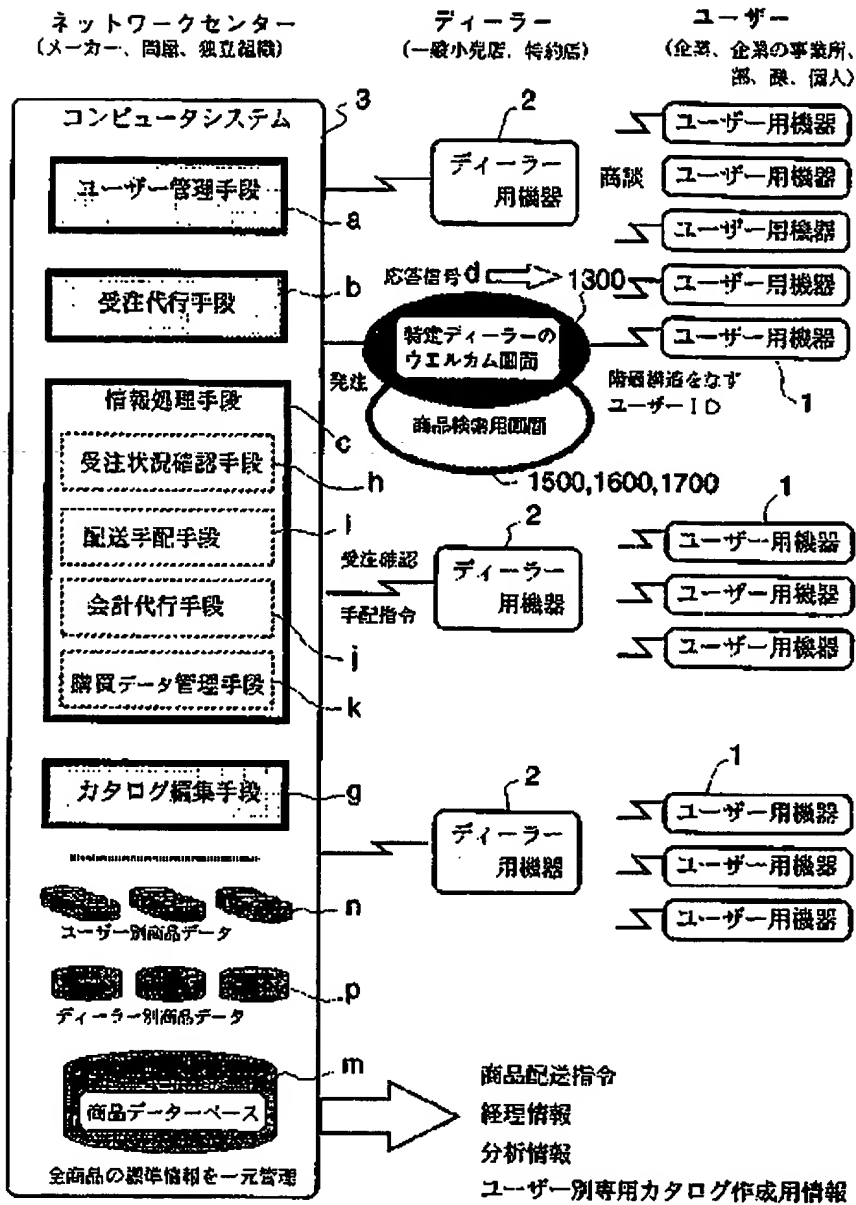 ネットワークセンター
(メーカー、問屋、独立組織)
ディーラー
(一般小売店、特約店)
ユーザー
(企業、企業の事業所、
部、課、個人)
コンピュータシステム
3
ユーザー管理手段
a
受注代行手段
b
情報処理手段
c
受注状況確認手段
h
配送手配手段
i
会計代行手段
j
購買データ管理手段
k
カタログ編集手段
g
n
ユーザー別商品データ
p
ディーラー別商品データ
m
商品データーベース
全商品の標準情報を一元管理
2
ディーラー
用機器
応答信号d
1300
特定ディーラーの
ウエルカム画面
発注
商品検索用画面
1500,1600,1700
階層構造をなす
ユーザーID
受注確認
手配指令
2
ディーラー
用機器
2
ディーラー
用機器
ユーザー用機器
商談
ユーザー用機器
ユーザー用機器
ユーザー用機器
ユーザー用機器
1
1
ユーザー用機器
ユーザー用機器
ユーザー用機器
1
ユーザー用機器
ユーザー用機器
ユーザー用機器
商品配送指令
経理情報
分析情報
ユーザー別専用カタログ作成用情報